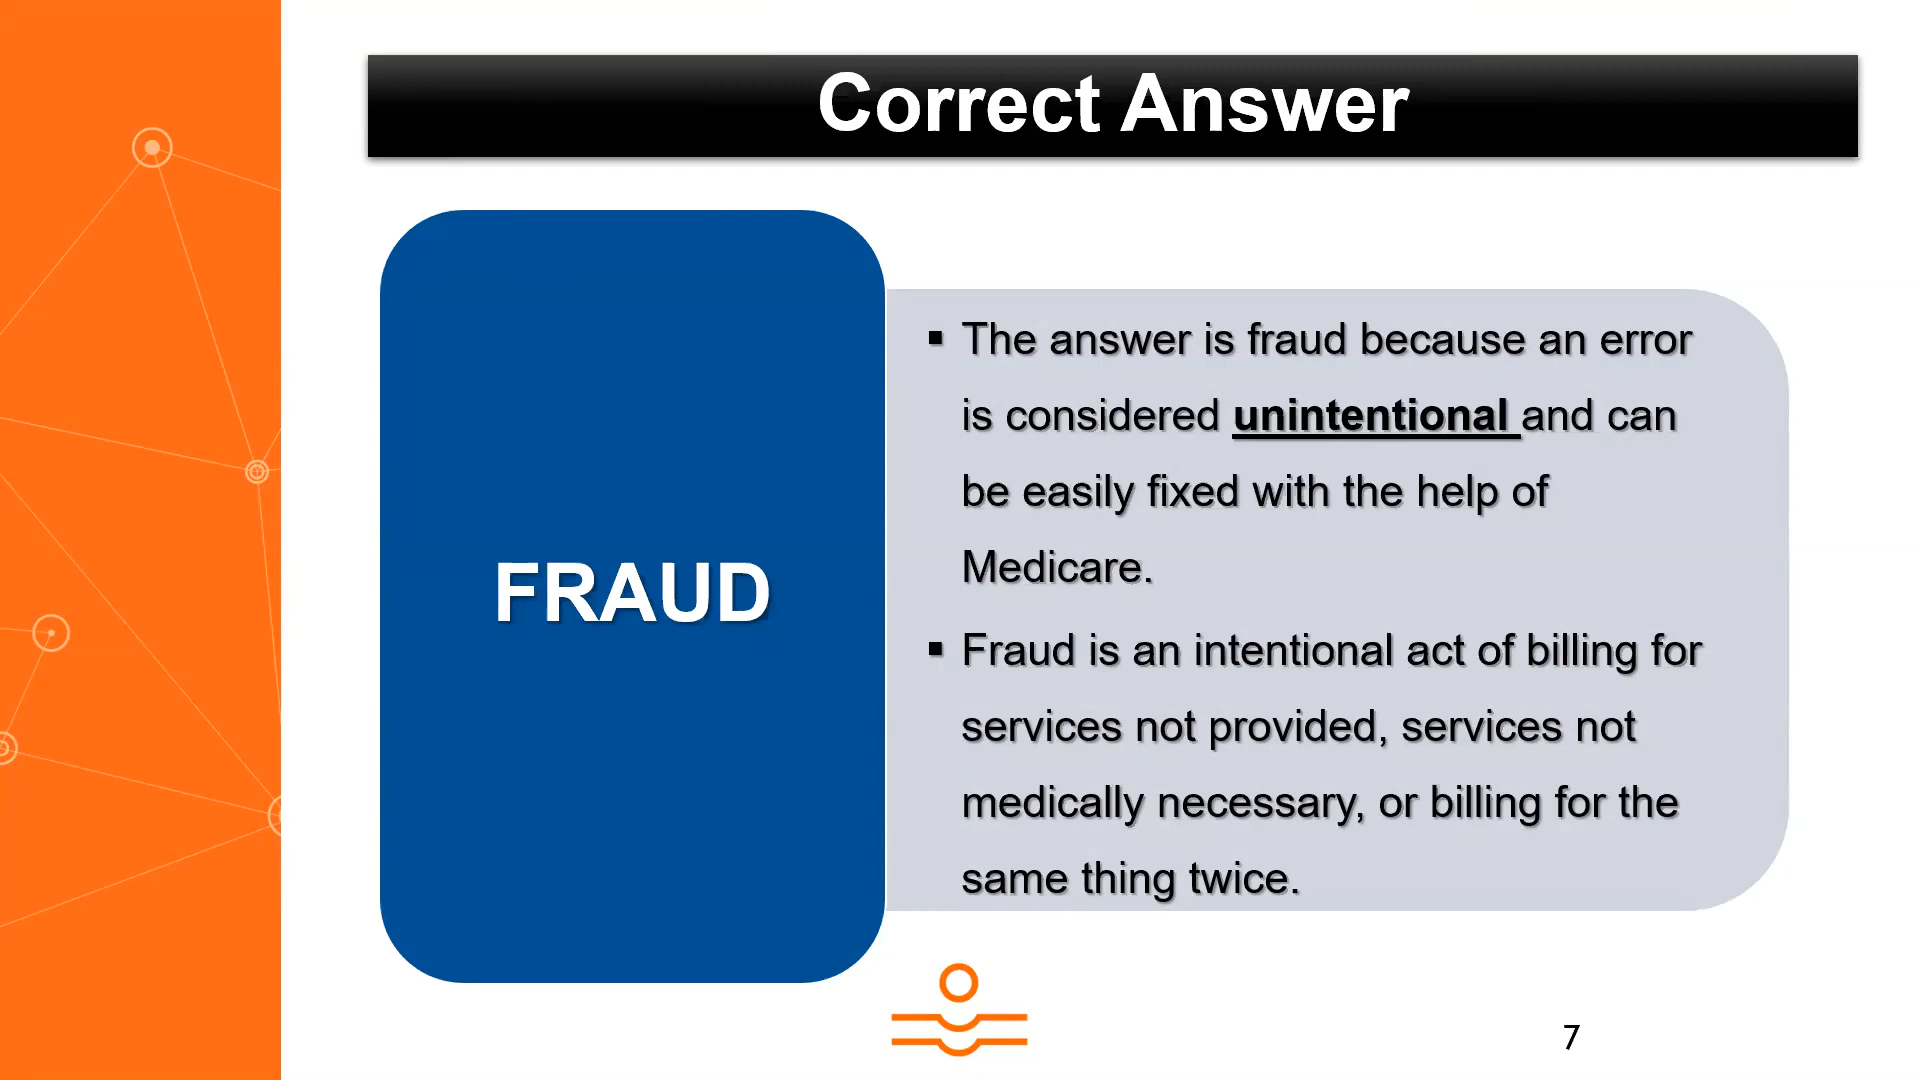 Correct Answer
FRAUD
▪ The answer is fraud because an error
is considered unintentional and can
be easily fixed with the help of
Medicare.
▪ Fraud is an intentional act of billing for
services not provided, services not
medically necessary, or billing for the
same thing twice.
7